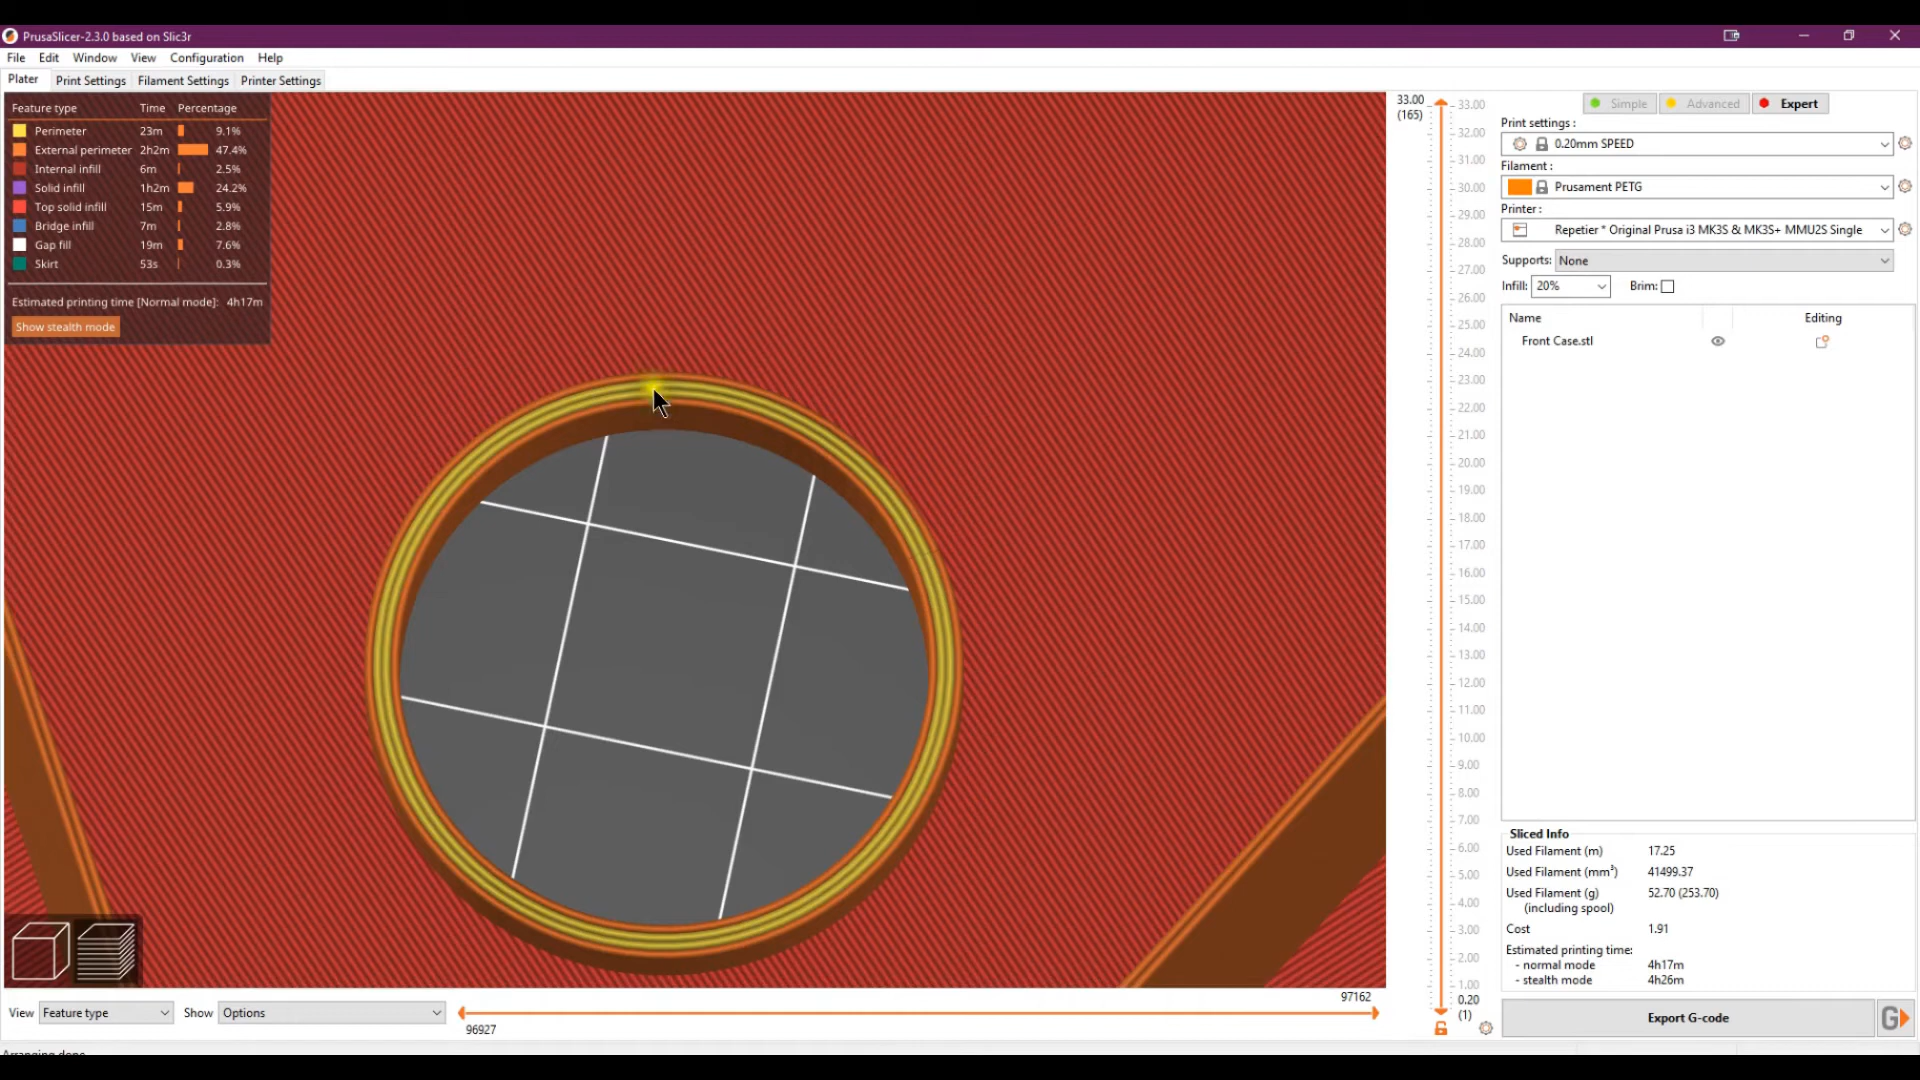 PrusaSlicer-2.3.0 based on Slic3r
File Edit Window View Configuration Help
Plater Print Settings Filament Settings Printer Settings
Feature type Time Percentage
Perimeter 23m 9.1%
External perimeter 2h2m 47.4%
Internal infill 6m 2.5%
Solid infill 1h2m 24.2%
Top solid infill 15m 5.9%
Bridge infill 7m 2.8%
Gap fill 19m 7.6%
Skirt 53s 0.3%
Estimated printing time [Normal mode]: 4h17m
Show stealth mode
33.00
(165)
33.00
32.00
31.00
30.00
29.00
28.00
27.00
26.00
25.00
24.00
23.00
22.00
21.00
20.00
19.00
18.00
17.00
16.00
15.00
14.00
13.00
12.00
11.00
10.00
9.00
8.00
7.00
6.00
5.00
4.00
3.00
2.00
1.00
0.20
(1)
Simple Advanced Expert
Print settings :
0.20mm SPEED
Filament :
Prusament PETG
Printer :
Repetier * Original Prusa i3 MK3S & MK3S+ MMU2S Single
Supports: None
Infill: 20% Brim:
Name Editing
Front Case.stl
Sliced Info
Used Filament (m) 17.25
Used Filament (mm³) 41499.37
Used Filament (g) 52.70 (253.70)
(including spool)
Cost 1.91
Estimated printing time:
- normal mode 4h17m
- stealth mode 4h26m
Export G-code
G
View Feature type Show Options
97162
96927
Arranging done